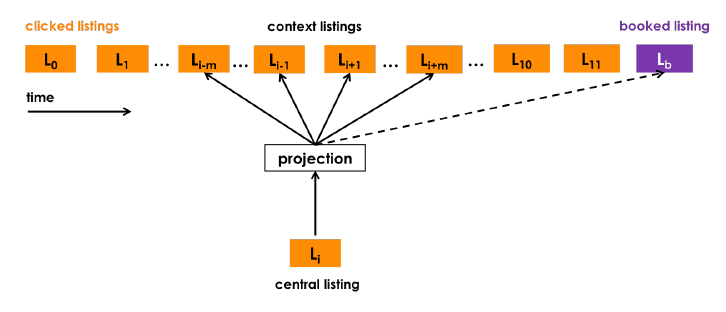 clicked listings context listings booked listing
L0 L1 ... Li-m ... Li-1 Li+1 ... Li+m ... L10 L11 Lb
time
projection
Li
central listing